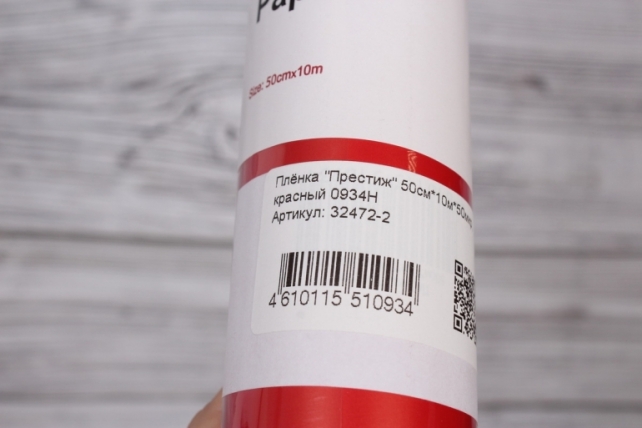 Size: 50cmx10m
Плёнка "Престиж" 50см*10м*50мк
красный 0934Н
Артикул: 32472-2
4 610115 510934